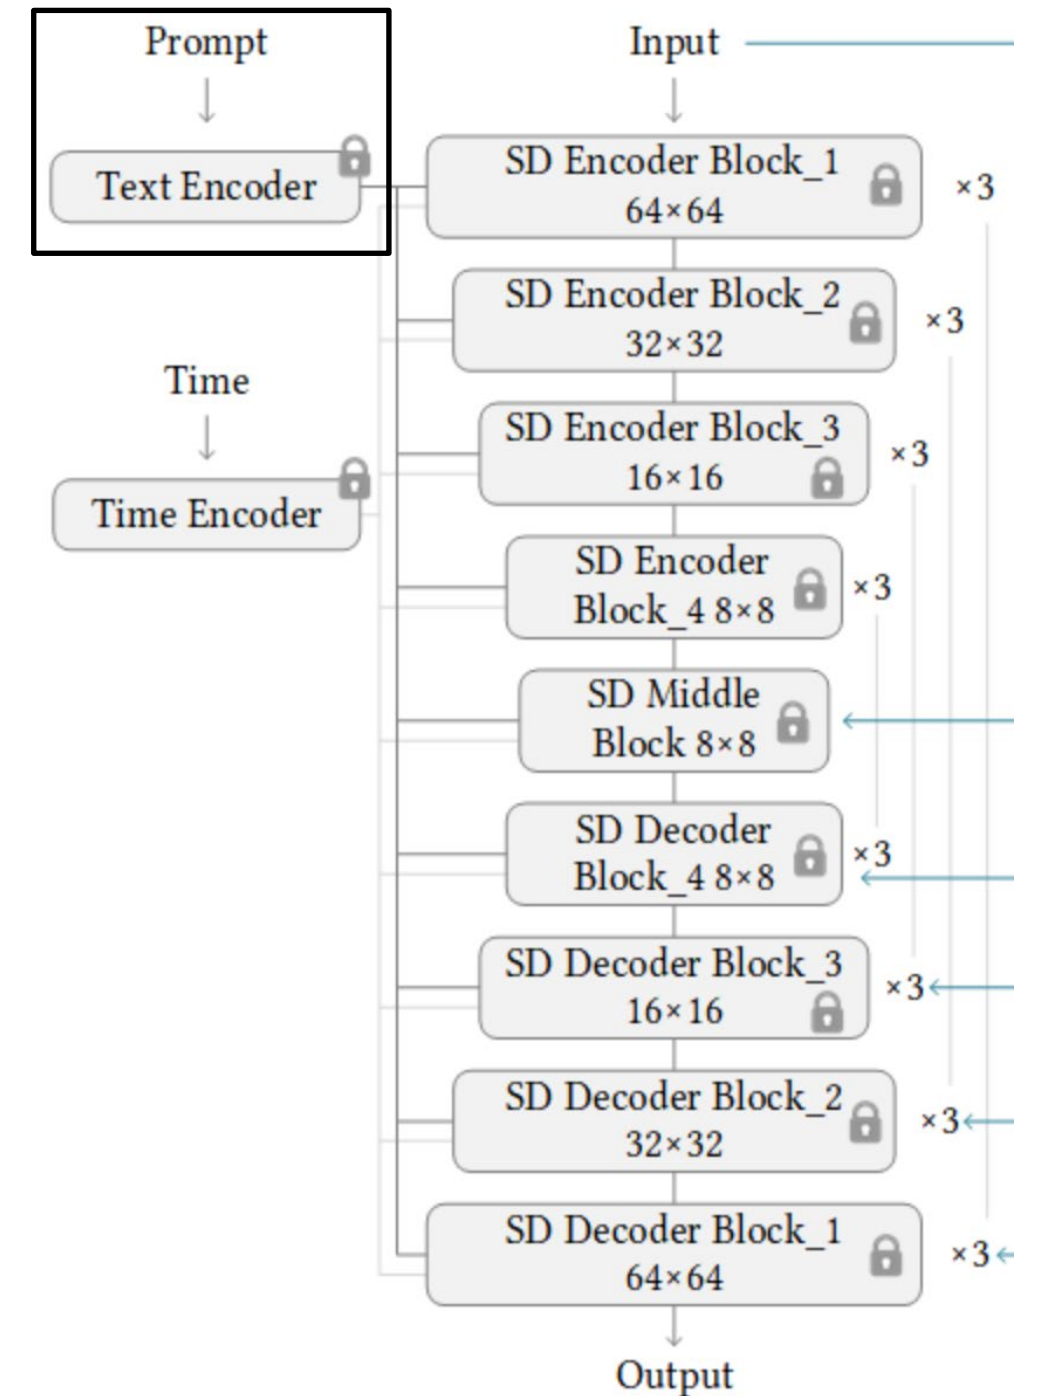 Prompt
Text Encoder
Time
Time Encoder
Input
SD Encoder Block_1
64×64
×3
SD Encoder Block_2
32×32
×3
SD Encoder Block_3
16×16
×3
SD Encoder
Block_4 8×8
×3
SD Middle
Block 8×8
SD Decoder
Block_4 8×8
×3
SD Decoder Block_3
16×16
×3
SD Decoder Block_2
32×32
×3
SD Decoder Block_1
64×64
×3
Output